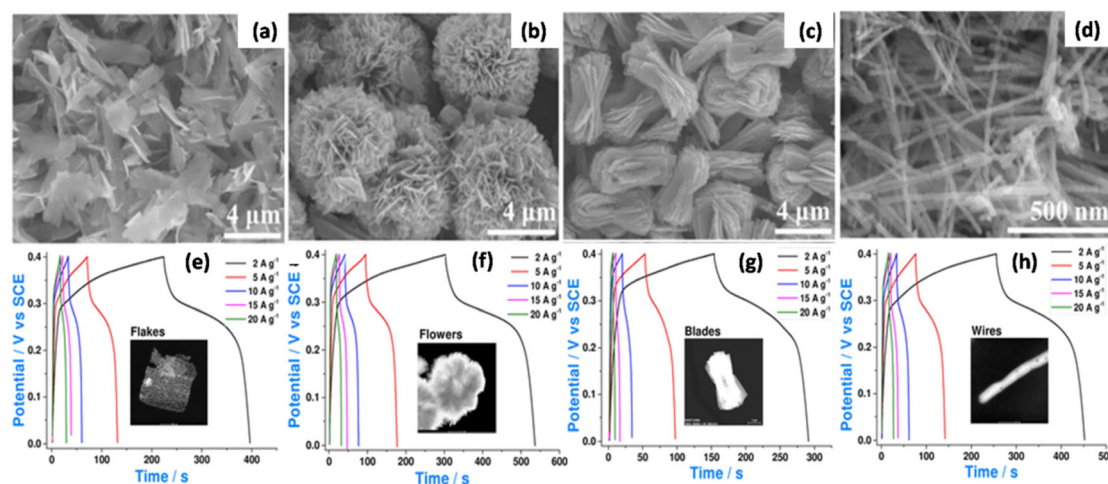 (a)
4 µm
(b)
4 µm
(c)
4 µm
(d)
500 nm
(e)
Potential / V vs SCE
0.4
0.3
0.2
0.1
0.0
2 A g⁻¹
5 A g⁻¹
10 A g⁻¹
15 A g⁻¹
20 A g⁻¹
Flakes
0 100 200 300 400
Time / s
(f)
Potential / V vs SCE
0.4
0.3
0.2
0.1
0.0
2 A g⁻¹
5 A g⁻¹
10 A g⁻¹
15 A g⁻¹
20 A g⁻¹
Flowers
0 100 200 300 400 500 600
Time / s
(g)
Potential / V vs SCE
0.4
0.3
0.2
0.1
0.0
2 A g⁻¹
5 A g⁻¹
10 A g⁻¹
15 A g⁻¹
20 A g⁻¹
Blades
0 50 100 150 200 250 300
Time / s
(h)
Potential / V vs SCE
0.4
0.3
0.2
0.1
0.0
2 A g⁻¹
5 A g⁻¹
10 A g⁻¹
15 A g⁻¹
20 A g⁻¹
Wires
0 100 200 300 400
Time / s